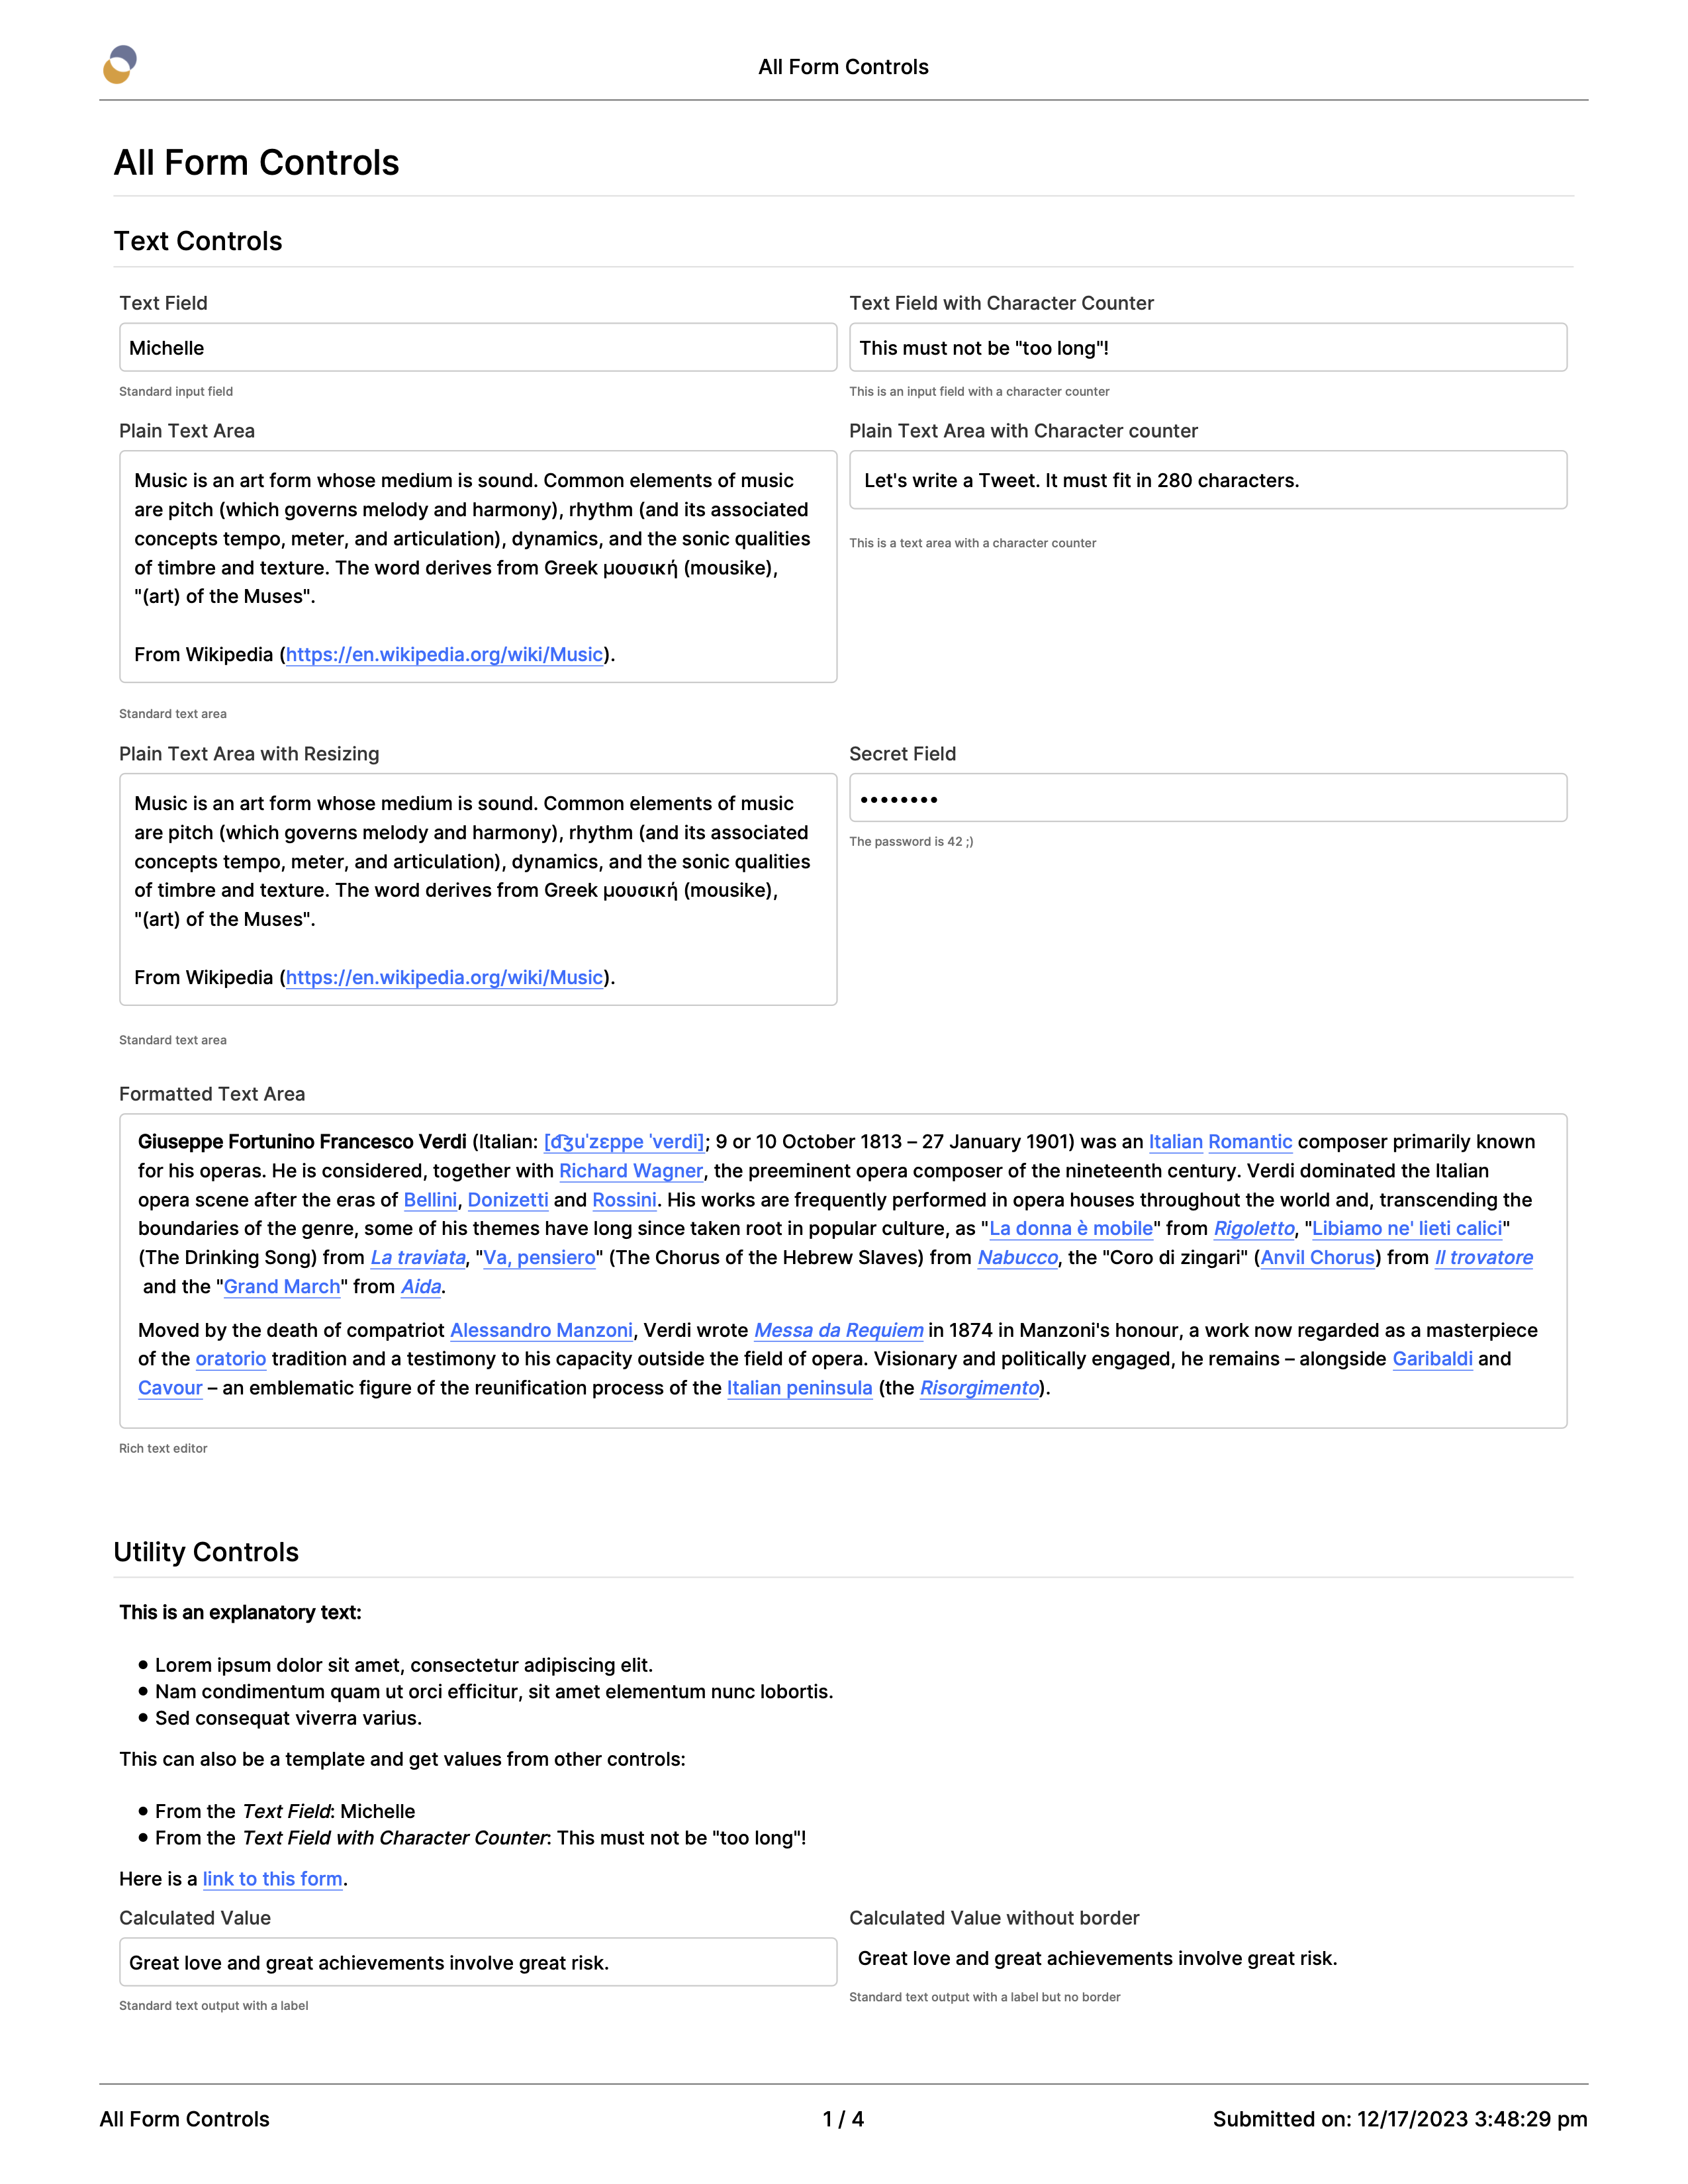 All Form Controls
All Form Controls
Text Controls
Text Field
Michelle
Standard input field
Text Field with Character Counter
This must not be "too long"!
This is an input field with a character counter
Plain Text Area
Music is an art form whose medium is sound. Common elements of music
are pitch (which governs melody and harmony), rhythm (and its associated
concepts tempo, meter, and articulation), dynamics, and the sonic qualities
of timbre and texture. The word derives from Greek μουσική (mousike),
"(art) of the Muses".
From Wikipedia (https://en.wikipedia.org/wiki/Music).
Standard text area
Plain Text Area with Character counter
Let's write a Tweet. It must fit in 280 characters.
This is a text area with a character counter
Plain Text Area with Resizing
Music is an art form whose medium is sound. Common elements of music
are pitch (which governs melody and harmony), rhythm (and its associated
concepts tempo, meter, and articulation), dynamics, and the sonic qualities
of timbre and texture. The word derives from Greek μουσική (mousike),
"(art) of the Muses".
From Wikipedia (https://en.wikipedia.org/wiki/Music).
Standard text area
Secret Field
••••••••
The password is 42 ;)
Formatted Text Area
Giuseppe Fortunino Francesco Verdi (Italian: [d͡ʒuˈzɛppe ˈverdi]; 9 or 10 October 1813 – 27 January 1901) was an Italian Romantic composer primarily known
for his operas. He is considered, together with Richard Wagner, the preeminent opera composer of the nineteenth century. Verdi dominated the Italian
opera scene after the eras of Bellini, Donizetti and Rossini. His works are frequently performed in opera houses throughout the world and, transcending the
boundaries of the genre, some of his themes have long since taken root in popular culture, as "La donna è mobile" from Rigoletto, "Libiamo ne' lieti calici"
(The Drinking Song) from La traviata, "Va, pensiero" (The Chorus of the Hebrew Slaves) from Nabucco, the "Coro di zingari" (Anvil Chorus) from Il trovatore
and the "Grand March" from Aida.
Moved by the death of compatriot Alessandro Manzoni, Verdi wrote Messa da Requiem in 1874 in Manzoni's honour, a work now regarded as a masterpiece
of the oratorio tradition and a testimony to his capacity outside the field of opera. Visionary and politically engaged, he remains – alongside Garibaldi and
Cavour – an emblematic figure of the reunification process of the Italian peninsula (the Risorgimento).
Rich text editor
Utility Controls
This is an explanatory text:
• Lorem ipsum dolor sit amet, consectetur adipiscing elit.
• Nam condimentum quam ut orci efficitur, sit amet elementum nunc lobortis.
• Sed consequat viverra varius.
This can also be a template and get values from other controls:
• From the Text Field: Michelle
• From the Text Field with Character Counter: This must not be "too long"!
Here is a link to this form.
Calculated Value
Great love and great achievements involve great risk.
Standard text output with a label
Calculated Value without border
Great love and great achievements involve great risk.
Standard text output with a label but no border
All Form Controls
1 / 4
Submitted on: 12/17/2023 3:48:29 pm